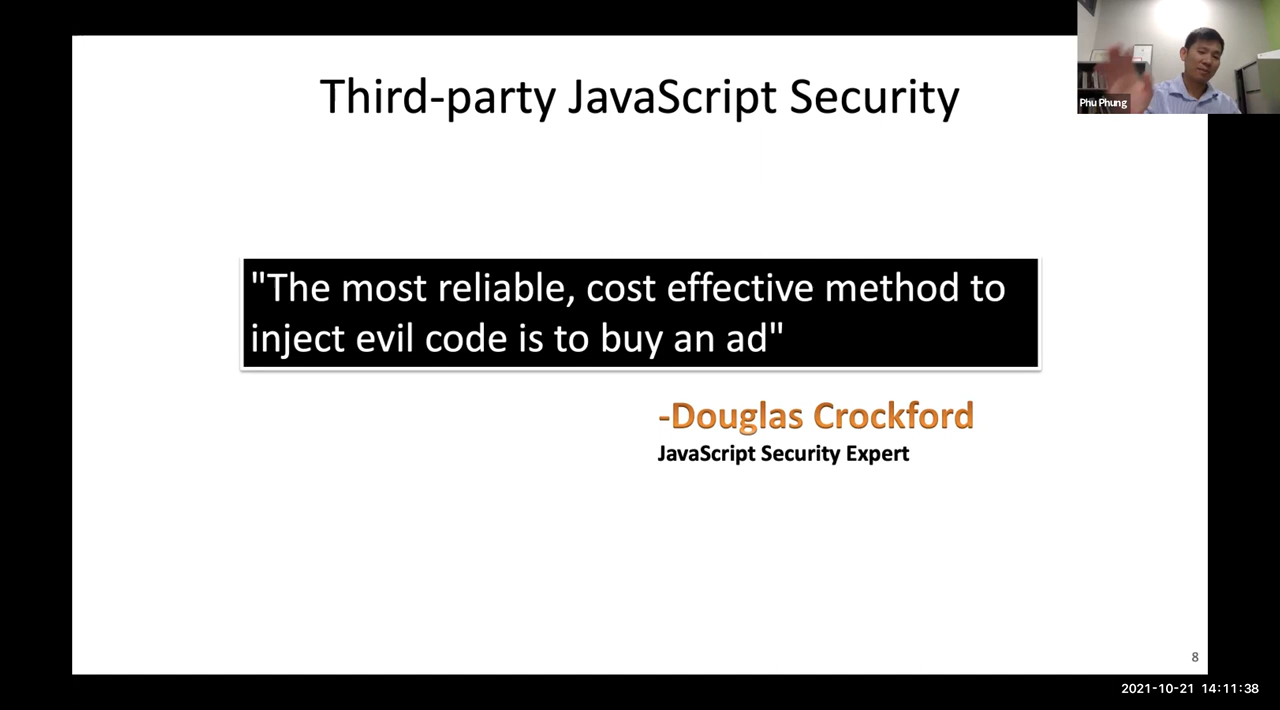 Third-party JavaScript Security
Phu Phung
"The most reliable, cost effective method to
inject evil code is to buy an ad"
-Douglas Crockford
JavaScript Security Expert
8
2021-10-21 14:11:38